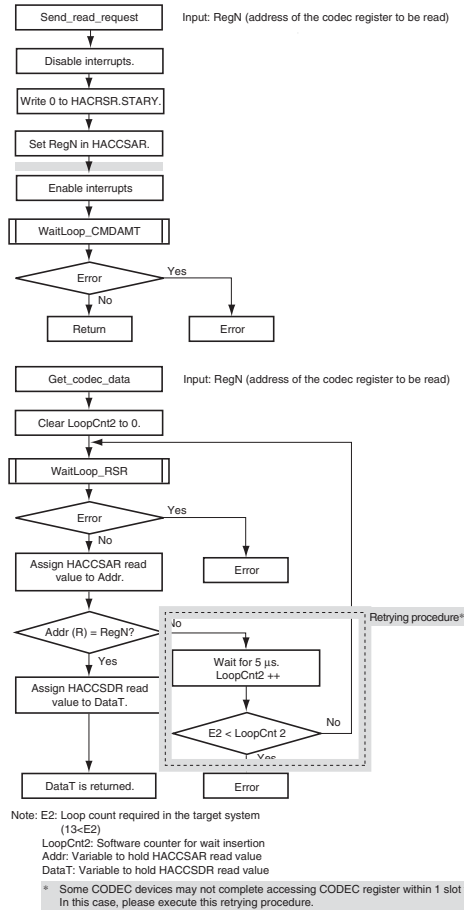 Send_read_request
Input: RegN (address of the codec register to be read)
Disable interrupts.
Write 0 to HACRSR.STARY.
Set RegN in HACCSAR.
Enable interrupts
WaitLoop_CMDAMT
Error
Yes
No
Return
Error
Get_codec_data
Input: RegN (address of the codec register to be read)
Clear LoopCnt2 to 0.
WaitLoop_RSR
Error
Yes
No
Assign HACCSAR read
value to Addr.
Error
Addr (R) = RegN?
No
Retrying procedure*
Yes
Wait for 5 μs.
LoopCnt2 ++
Assign HACCSDR read
value to DataT.
E2 < LoopCnt 2
No
Yes
DataT is returned.
Error
Note: E2: Loop count required in the target system
(13<E2)
LoopCnt2: Software counter for wait insertion
Addr: Variable to hold HACCSAR read value
DataT: Variable to hold HACCSDR read value
* Some CODEC devices may not complete accessing CODEC register within 1 slot
In this case, please execute this retrying procedure.